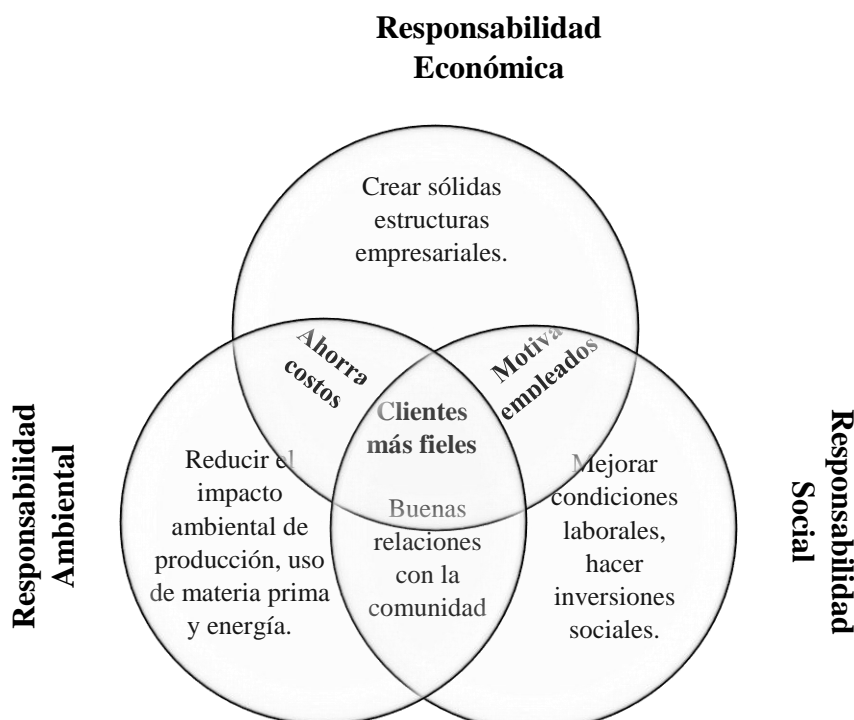 Responsabilidad
Económica
Crear sólidas
estructuras
empresariales.
Ahorra
costos
Motiva
empleados
Clientes
más fieles
Responsabilidad
Ambiental
Reducir el
impacto
ambiental de
producción, uso
de materia prima
y energía.
Buenas
relaciones
con la
comunidad
Mejorar
condiciones
laborales,
hacer
inversiones
sociales.
Responsabilidad
Social